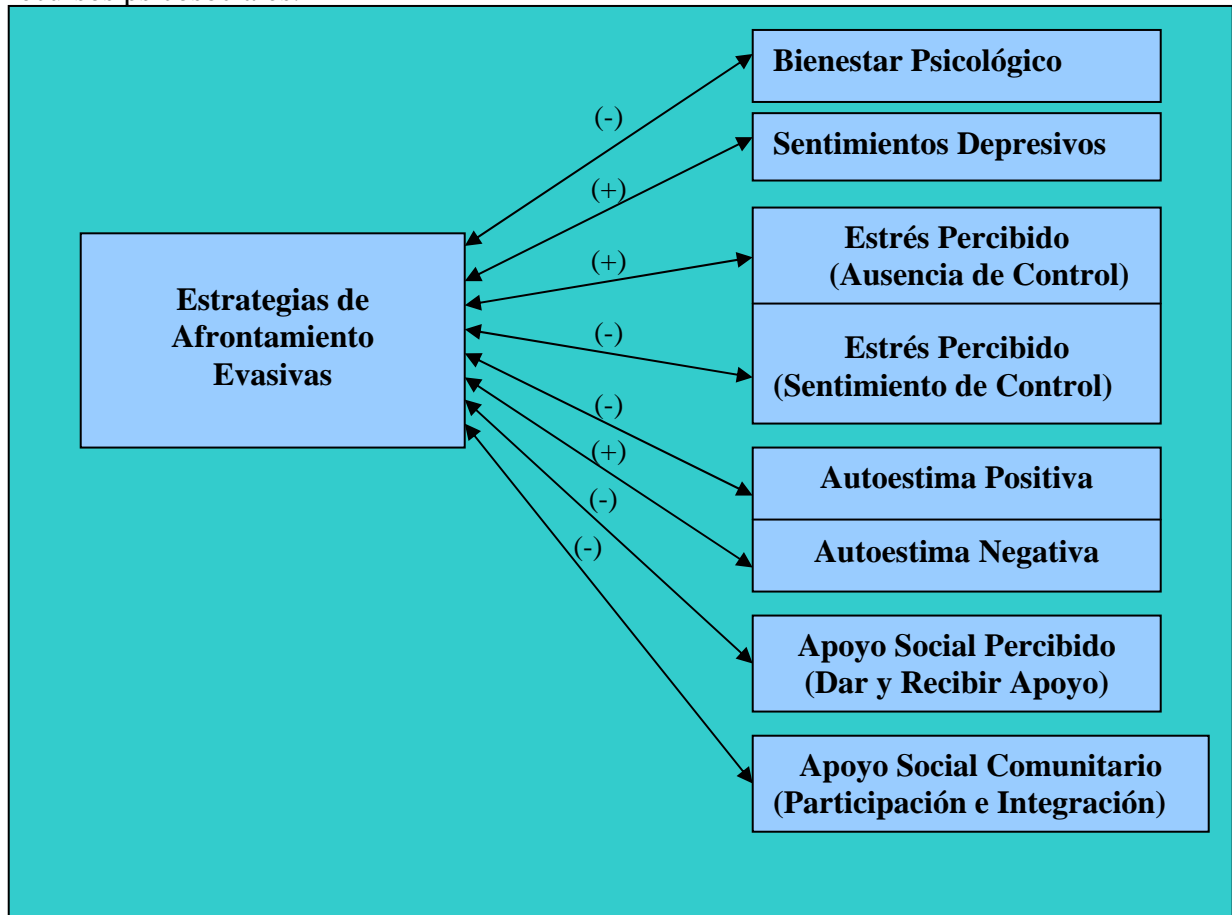 Bienestar Psicológico
(-)
Sentimientos Depresivos
(+)
Estrés Percibido
(Ausencia de Control)
(+)
Estrategias de
Afrontamiento
Evasivas
(-)
Estrés Percibido
(Sentimiento de Control)
(-)
(+)
Autoestima Positiva
(-)
(-)
Autoestima Negativa
Apoyo Social Percibido
(Dar y Recibir Apoyo)
Apoyo Social Comunitario
(Participación e Integración)